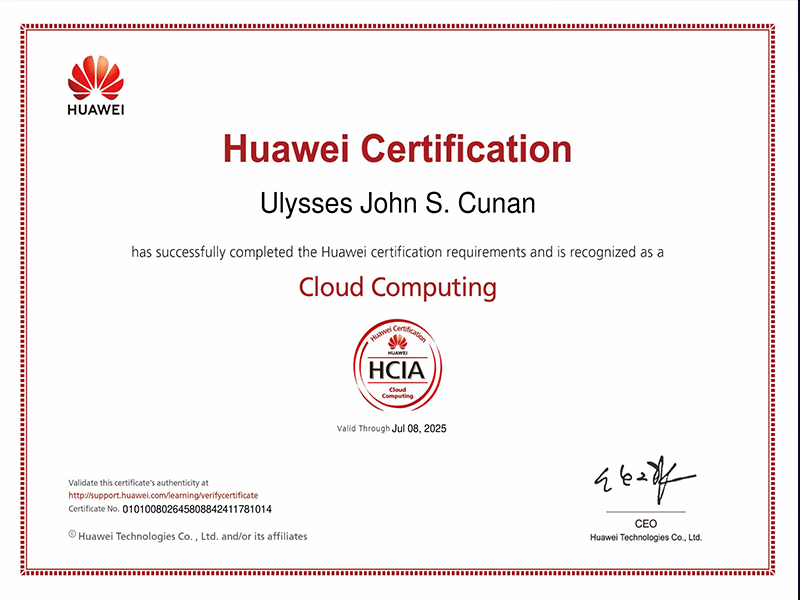 HUAWEI
Huawei Certification
Ulysses John S. Cunan
has successfully completed the Huawei certification requirements and is recognized as a
Cloud Computing
Huawei Certification
HUAWEI
HCIA
Cloud
Computing
Valid Through Jul 08, 2025
Validate this certificate's authenticity at
http://support.huawei.com/learning/verifycertificate
Certificate No. 010100802645808842411781014
© Huawei Technologies Co. , Ltd. and/or its affiliates
CEO
Huawei Technologies Co., Ltd.